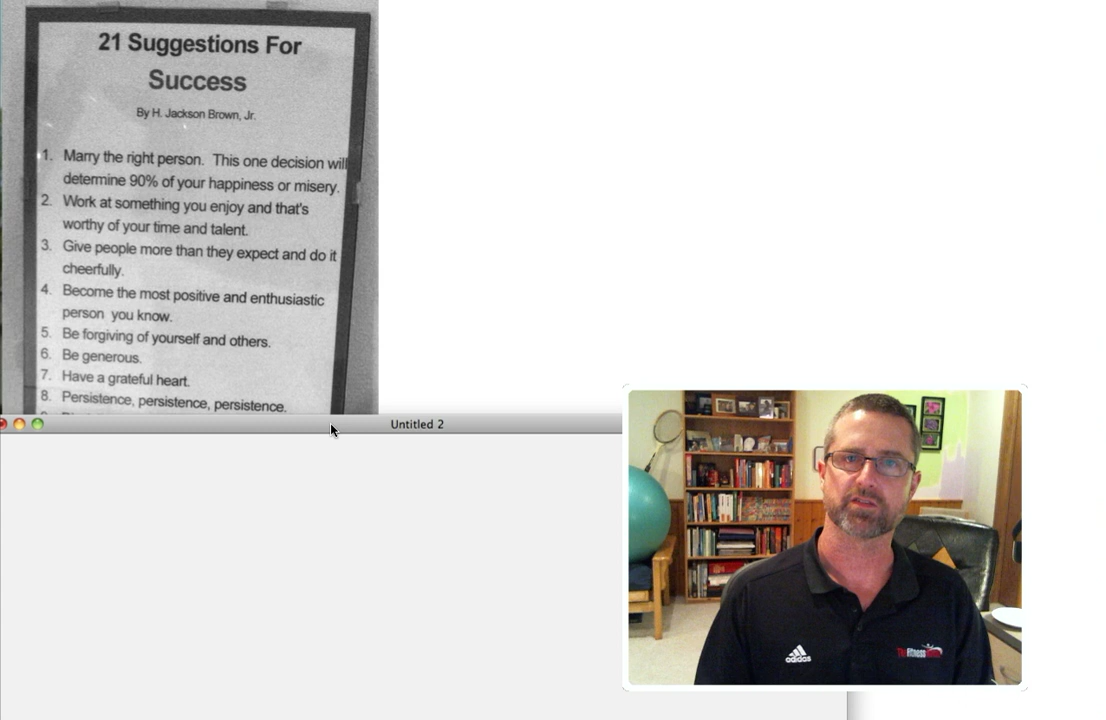 21 Suggestions For
Success
By H. Jackson Brown, Jr.
1. Marry the right person. This one decision will
determine 90% of your happiness or misery.
2. Work at something you enjoy and that's
worthy of your time and talent.
3. Give people more than they expect and do it
cheerfully.
4. Become the most positive and enthusiastic
person you know.
5. Be forgiving of yourself and others.
6. Be generous.
7. Have a grateful heart.
8. Persistence, persistence, persistence.
Untitled 2
adidas